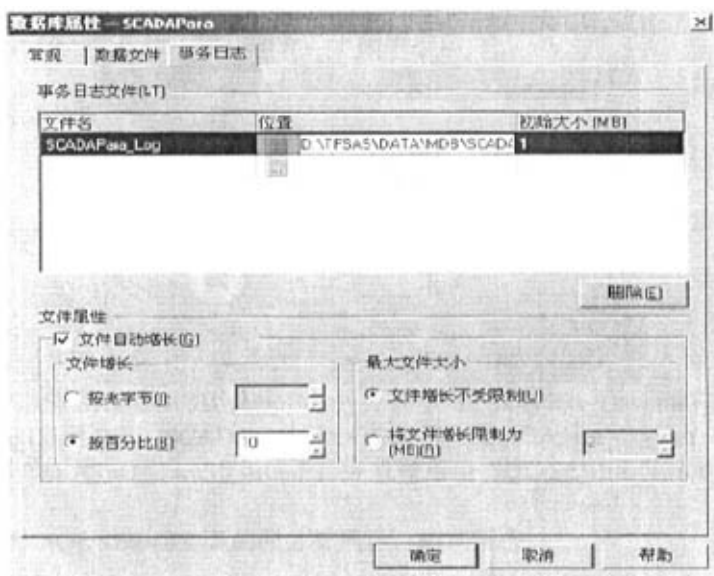 数据库属性 - SCADAPara
常规 数据文件 事务日志
事务日志文件(LT)
文件名 位置 初始大小 (MB)
SCADAPara_Log D:\TFSA5\DATA\MDB\SCADA 1
删除(E)
文件属性
文件自动增长(G)
文件增长
按兆字节(I)
按百分比(B) 10
最大文件大小
文件增长不受限制(U)
将文件增长限制为
(MB)(R)
确定 取消 帮助